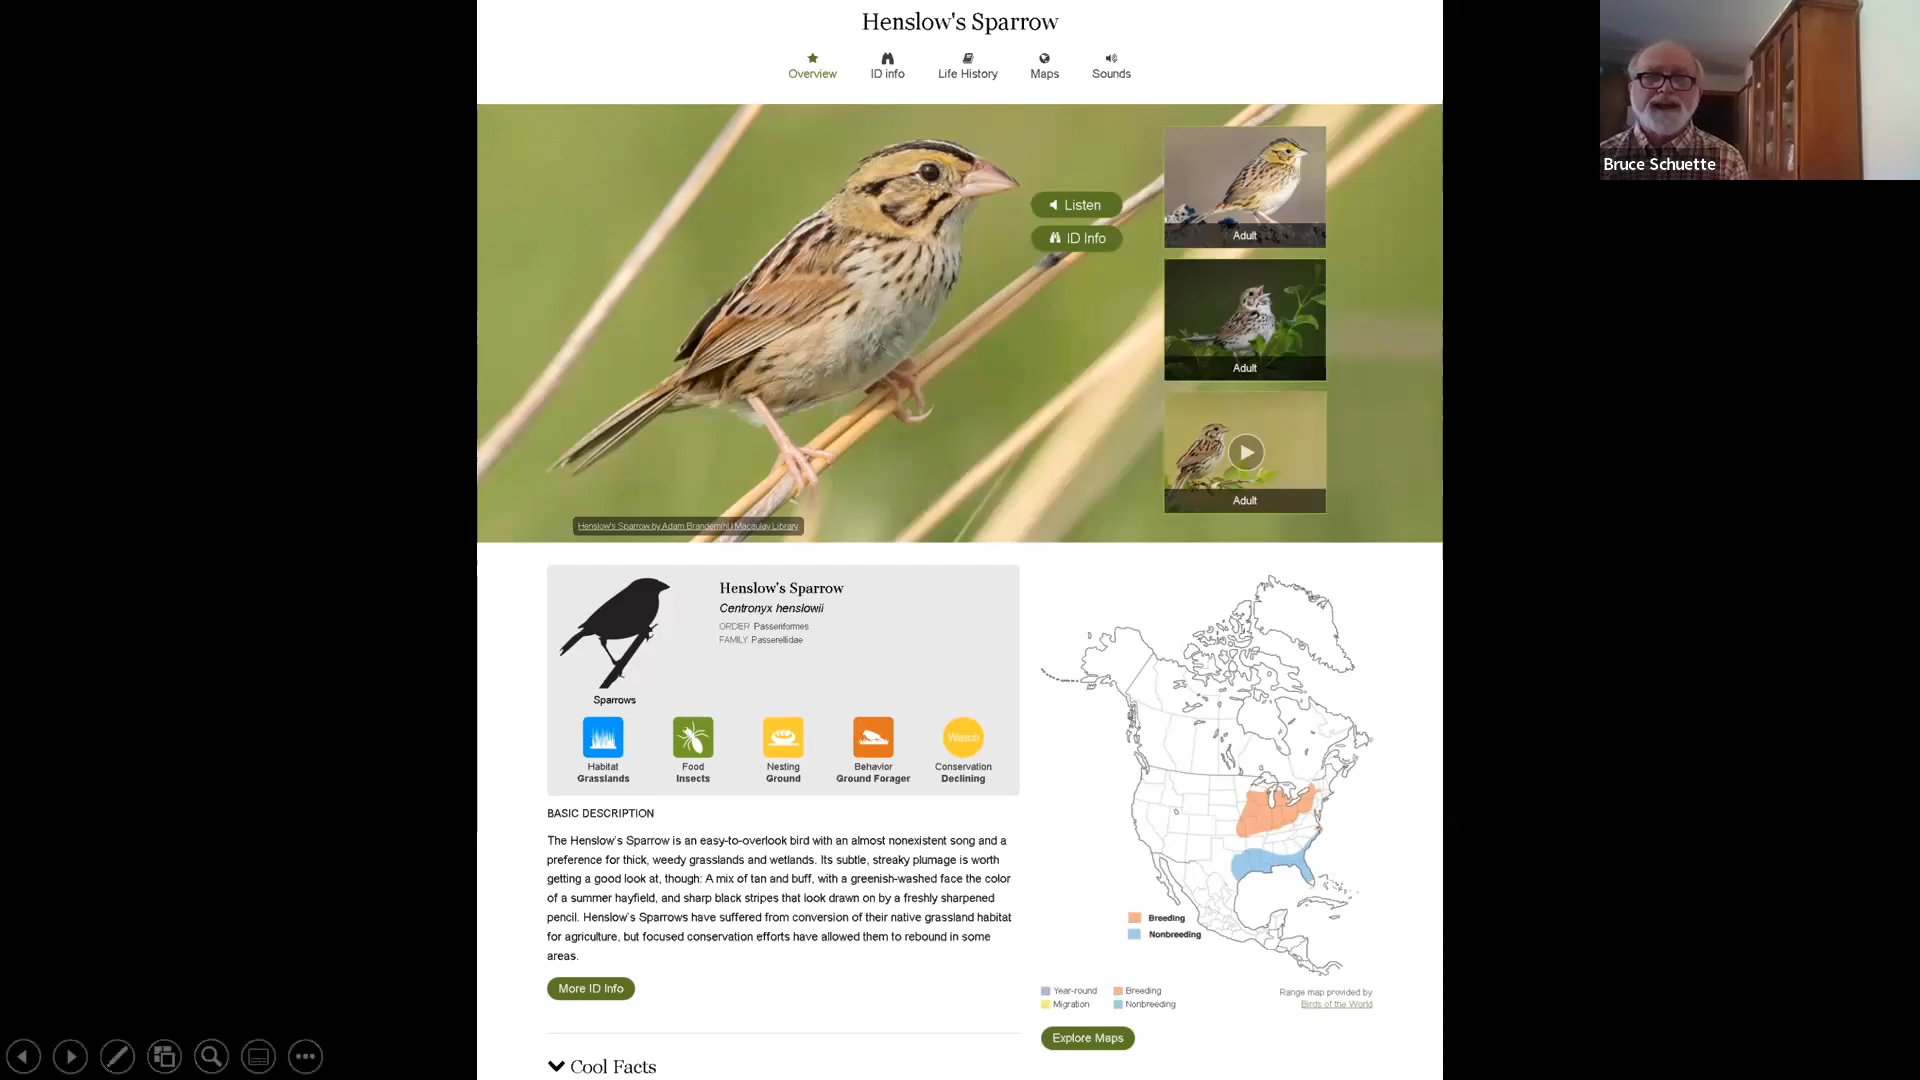 Henslow's Sparrow
Overview
ID info
Life History
Maps
Sounds
Bruce Schuette
Listen
ID Info
Adult
Adult
Adult
Henslow's Sparrow by Adam Brandemihl | Macaulay Library
Henslow's Sparrow
Centronyx henslowii
ORDER Passeriformes
FAMILY Passerellidae
Sparrows
Watch
Habitat
Grasslands
Food
Insects
Nesting
Ground
Behavior
Ground Forager
Conservation
Declining
BASIC DESCRIPTION
The Henslow's Sparrow is an easy-to-overlook bird with an almost nonexistent song and a
preference for thick, weedy grasslands and wetlands. Its subtle, streaky plumage is worth
getting a good look at, though: A mix of tan and buff, with a greenish-washed face the color
of a summer hayfield, and sharp black stripes that look drawn on by a freshly sharpened
pencil. Henslow's Sparrows have suffered from conversion of their native grassland habitat
for agriculture, but focused conservation efforts have allowed them to rebound in some
areas.
More ID Info
Breeding
Nonbreeding
Year-round
Breeding
Migration
Nonbreeding
Range map provided by
Birds of the World
Explore Maps
Cool Facts